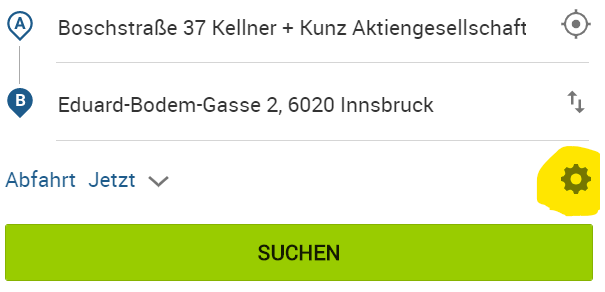 A
Boschstraße 37 Kellner + Kunz Aktiengesellschaft
B
Eduard-Bodem-Gasse 2, 6020 Innsbruck
Abfahrt Jetzt
SUCHEN